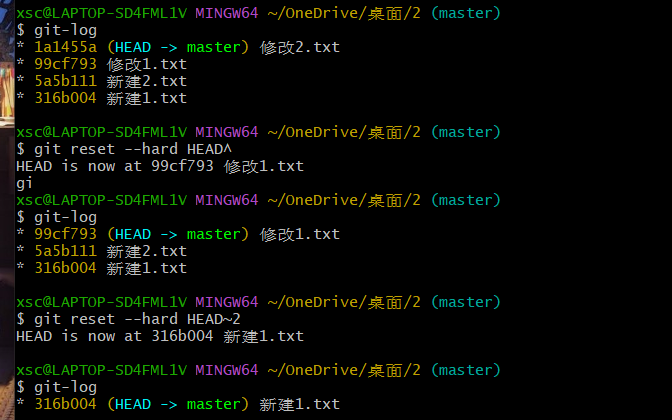 xsc@LAPTOP-SD4FML1V MINGW64 ~/OneDrive/桌面/2 (master)
$ git-log
* 1a1455a (HEAD -> master) 修改2.txt
* 99cf793 修改1.txt
* 5a5b111 新建2.txt
* 316b004 新建1.txt
xsc@LAPTOP-SD4FML1V MINGW64 ~/OneDrive/桌面/2 (master)
$ git reset --hard HEAD^
HEAD is now at 99cf793 修改1.txt
gi
xsc@LAPTOP-SD4FML1V MINGW64 ~/OneDrive/桌面/2 (master)
$ git-log
* 99cf793 (HEAD -> master) 修改1.txt
* 5a5b111 新建2.txt
* 316b004 新建1.txt
xsc@LAPTOP-SD4FML1V MINGW64 ~/OneDrive/桌面/2 (master)
$ git reset --hard HEAD~2
HEAD is now at 316b004 新建1.txt
xsc@LAPTOP-SD4FML1V MINGW64 ~/OneDrive/桌面/2 (master)
$ git-log
* 316b004 (HEAD -> master) 新建1.txt